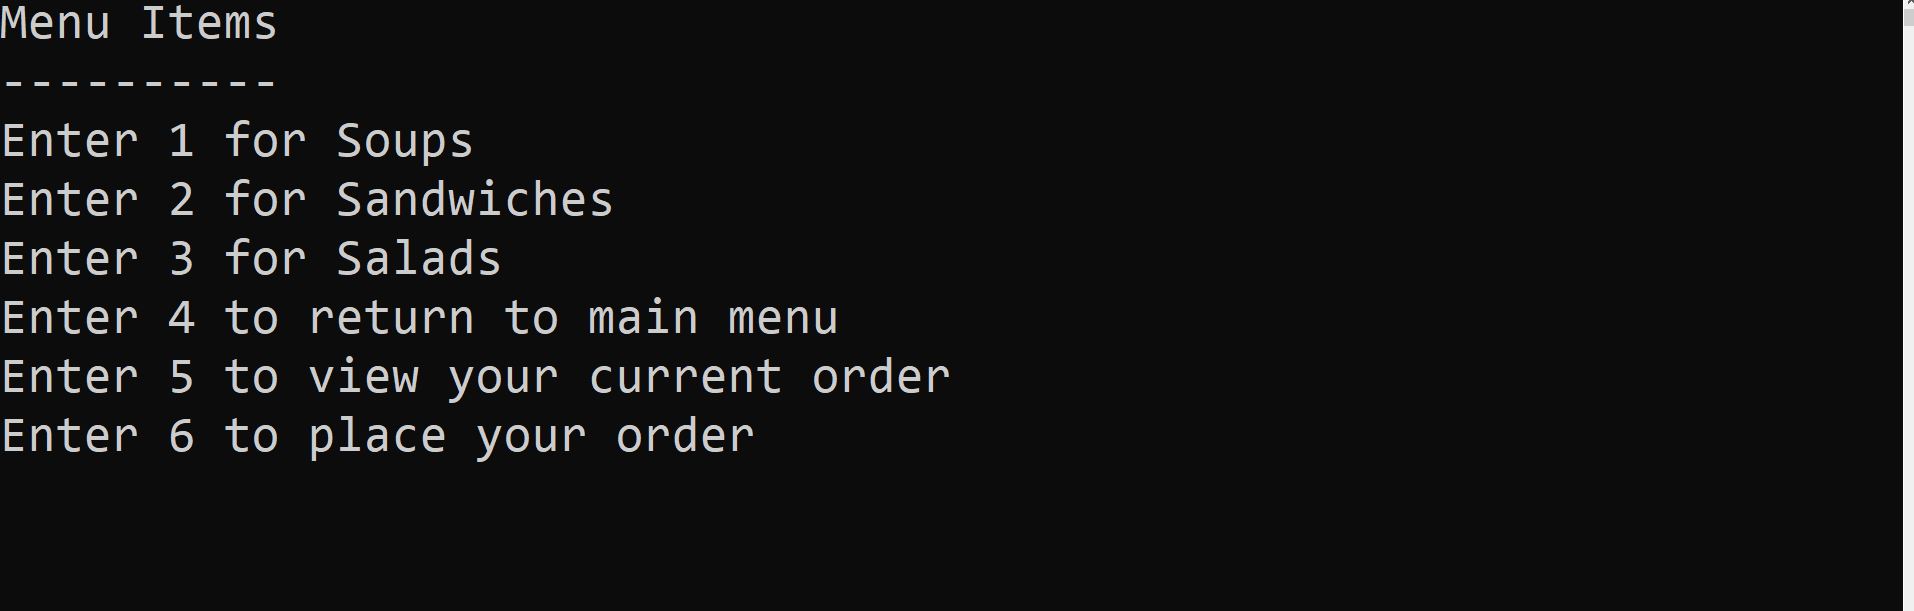 Menu Items
----------
Enter 1 for Soups
Enter 2 for Sandwiches
Enter 3 for Salads
Enter 4 to return to main menu
Enter 5 to view your current order
Enter 6 to place your order